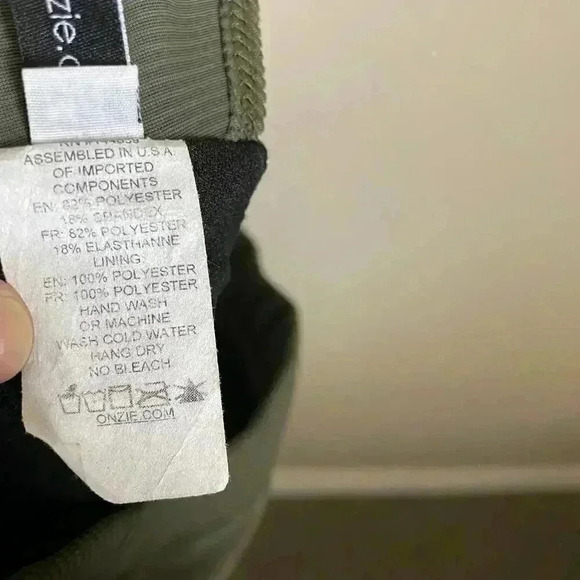 zie.
ASSEMBLED IN U.S.A.
OF IMPORTED
COMPONENTS
EN: 82% POLYESTER
18% SPANDEX
FR: 82% POLYESTER
18% ELASTHANNE
LINING:
EN: 100% POLYESTER
FR: 100% POLYESTER
HAND WASH
OR MACHINE
WASH COLD WATER
HANG DRY
NO BLEACH
ONZIE.COM